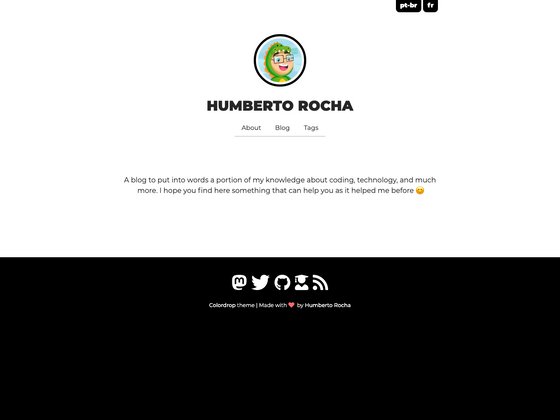 pt-br fr
HUMBERTO ROCHA
About Blog Tags
A blog to put into words a portion of my knowledge about coding, technology, and much
more. I hope you find here something that can help you as it helped me before 😊
Colordrop theme | Made with ❤️ by Humberto Rocha